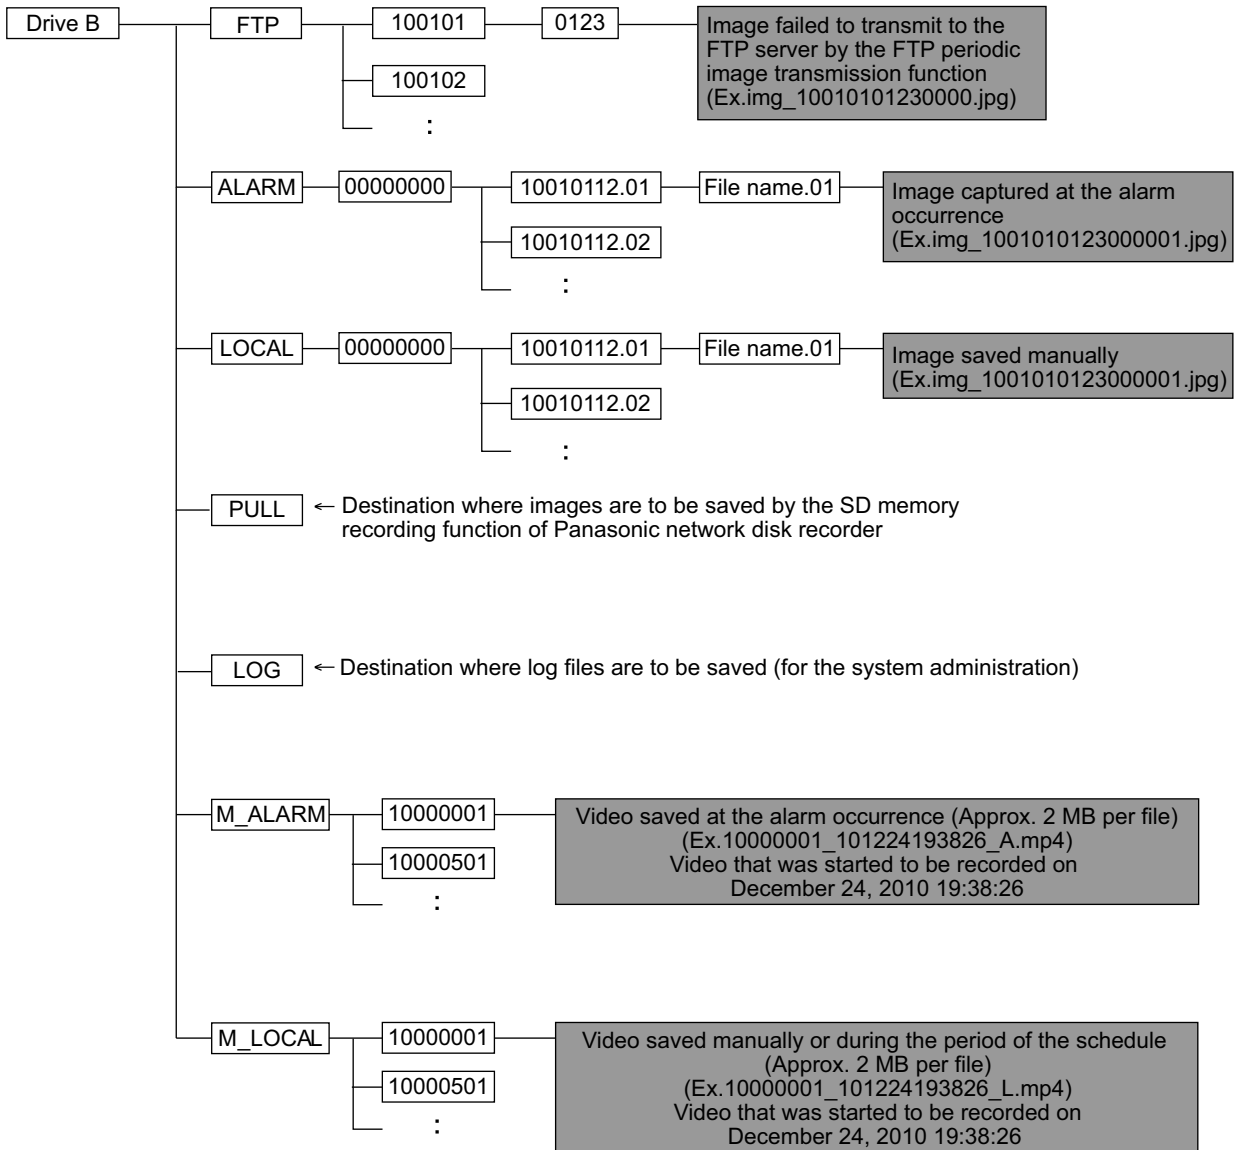 Drive B
FTP
100101
0123
Image failed to transmit to the
FTP server by the FTP periodic
image transmission function
(Ex.img_10010101230000.jpg)
100102
:
ALARM
00000000
10010112.01
File name.01
Image captured at the alarm
occurrence
(Ex.img_1001010123000001.jpg)
10010112.02
:
LOCAL
00000000
10010112.01
File name.01
Image saved manually
(Ex.img_1001010123000001.jpg)
10010112.02
:
PULL
← Destination where images are to be saved by the SD memory
recording function of Panasonic network disk recorder
LOG
← Destination where log files are to be saved (for the system administration)
M_ALARM
10000001
Video saved at the alarm occurrence (Approx. 2 MB per file)
(Ex.10000001_101224193826_A.mp4)
Video that was started to be recorded on
December 24, 2010 19:38:26
10000501
:
M_LOCAL
10000001
Video saved manually or during the period of the schedule
(Approx. 2 MB per file)
(Ex.10000001_101224193826_L.mp4)
Video that was started to be recorded on
December 24, 2010 19:38:26
10000501
: